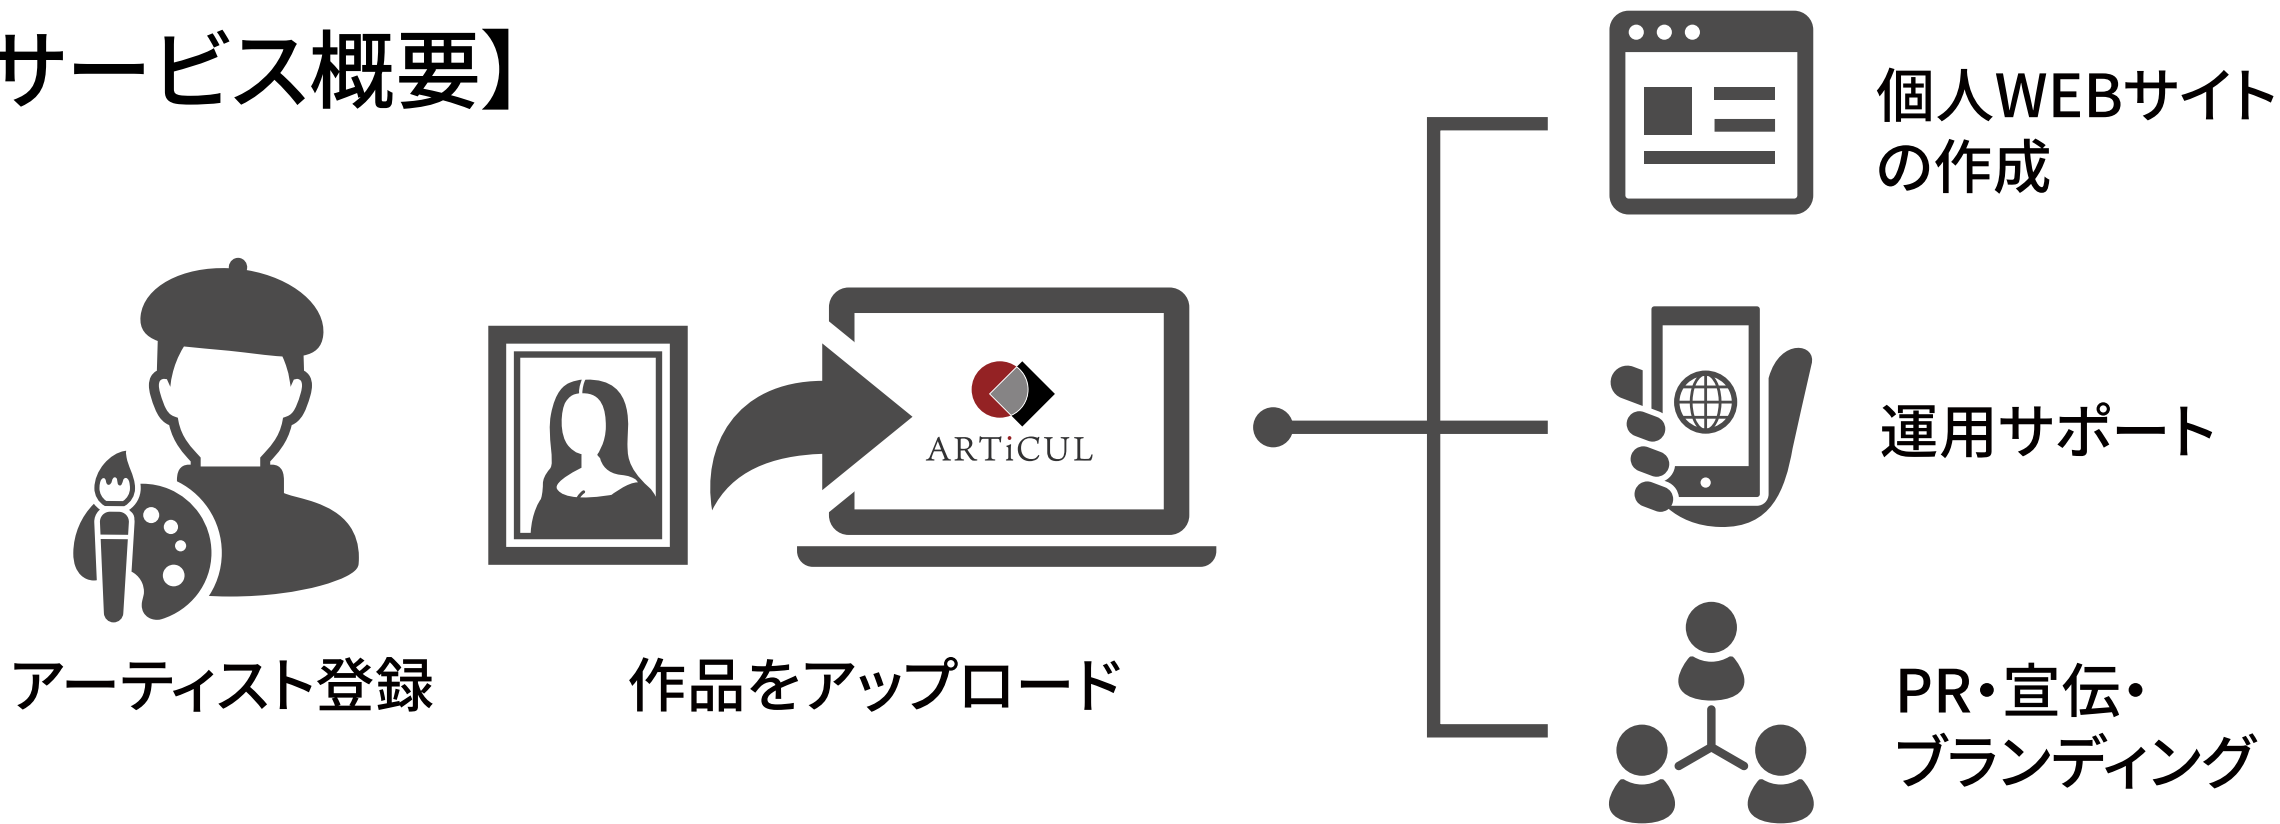 サービス概要】
個人WEBサイト
の作成
ARTiCUL
運用サポート
アーティスト登録
作品をアップロード
PR・宣伝・
ブランディング